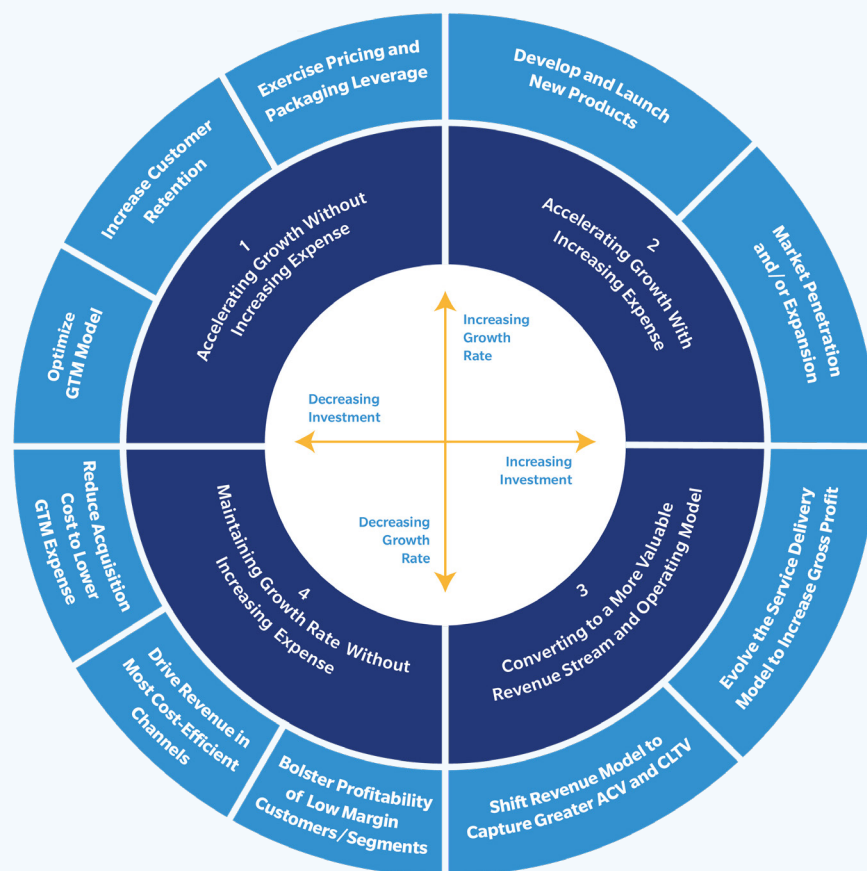 Exercise Pricing and
Packaging Leverage
Increase Customer
Retention
Optimize
GTM Model
1
Accelerating Growth Without
Increasing Expense
Develop and Launch
New Products
Market Penetration
and/or Expansion
2
Accelerating Growth With
Increasing Expense
Increasing
Growth
Rate
Decreasing
Investment
Increasing
Investment
Decreasing
Growth
Rate
3
Converting to a More Valuable
Revenue Stream and Operating Model
Evolve the Service Delivery
Model to Increase Gross Profit
Shift Revenue Model to
Capture Greater ACV and CLTV
4
Maintaining Growth Rate Without
Increasing Expense
Reduce Acquisition
Cost to Lower
GTM Expense
Drive Revenue in
Most Cost-Efficient
Channels
Bolster Profitability
of Low Margin
Customers/Segments